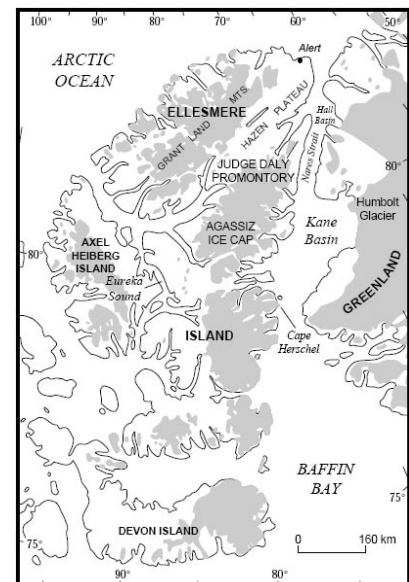 100° 90° 80° 70° 60° 50°
Alert
ARCTIC
OCEAN
ELLESMERE
GRANT LAND MTS.
HAZEN PLATEAU
Hall
Basin
Nares Strait
JUDGE DALY
PROMONTORY
80°
Humbolt
Glacier
AGASSIZ
ICE CAP
Kane
Basin
AXEL
HEIBERG
ISLAND
80°
Eureka
Sound
GREENLAND
ISLAND
Cape
Herschel
75°
BAFFIN
BAY
DEVON ISLAND
0 160 km
75°
90° 80°